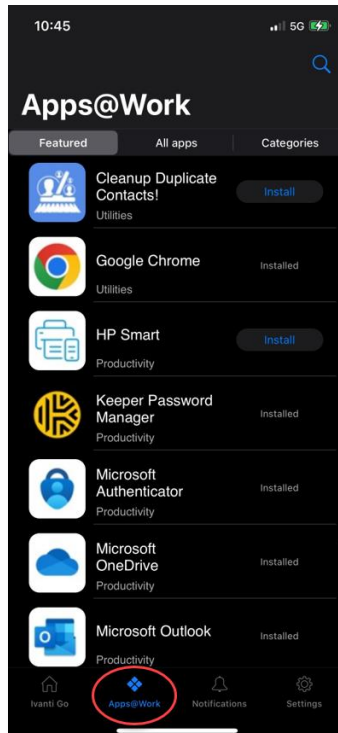 10:45
5G
Apps@Work
Featured All apps Categories
Cleanup Duplicate
Contacts!
Install
Utilities
Google Chrome
Installed
Utilities
HP Smart
Install
Productivity
Keeper Password
Manager
Installed
Productivity
Microsoft
Authenticator
Installed
Productivity
Microsoft
OneDrive
Installed
Productivity
Microsoft Outlook
Installed
Productivity
Ivanti Go Apps@Work Notifications Settings